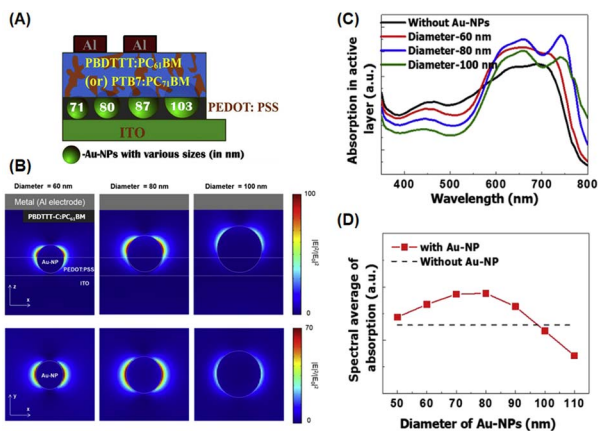 (A)
Al Al
PBDTTT:PC61BM
(or) PTB7:PC71BM
71 80 87 103 PEDOT: PSS
ITO
-Au-NPs with various sizes (in nm)
(B)
Diameter = 60 nm Diameter = 80 nm Diameter = 100 nm
Metal (Al electrode)
PBDTTT-C:PC61BM
Au-NP
PEDOT:PSS
ITO
z
x
100
|E|/|E0|²
0
Au-NP
y
x
70
|E|/|E0|²
0
(C)
Without Au-NPs
Diameter-60 nm
Diameter-80 nm
Diameter-100 nm
Absorption in active
layer (a.u.)
400 500 600 700 800
Wavelength (nm)
(D)
with Au-NP
Without Au-NP
Spectral average of
absorption (a.u.)
50 60 70 80 90 100 110
Diameter of Au-NPs (nm)